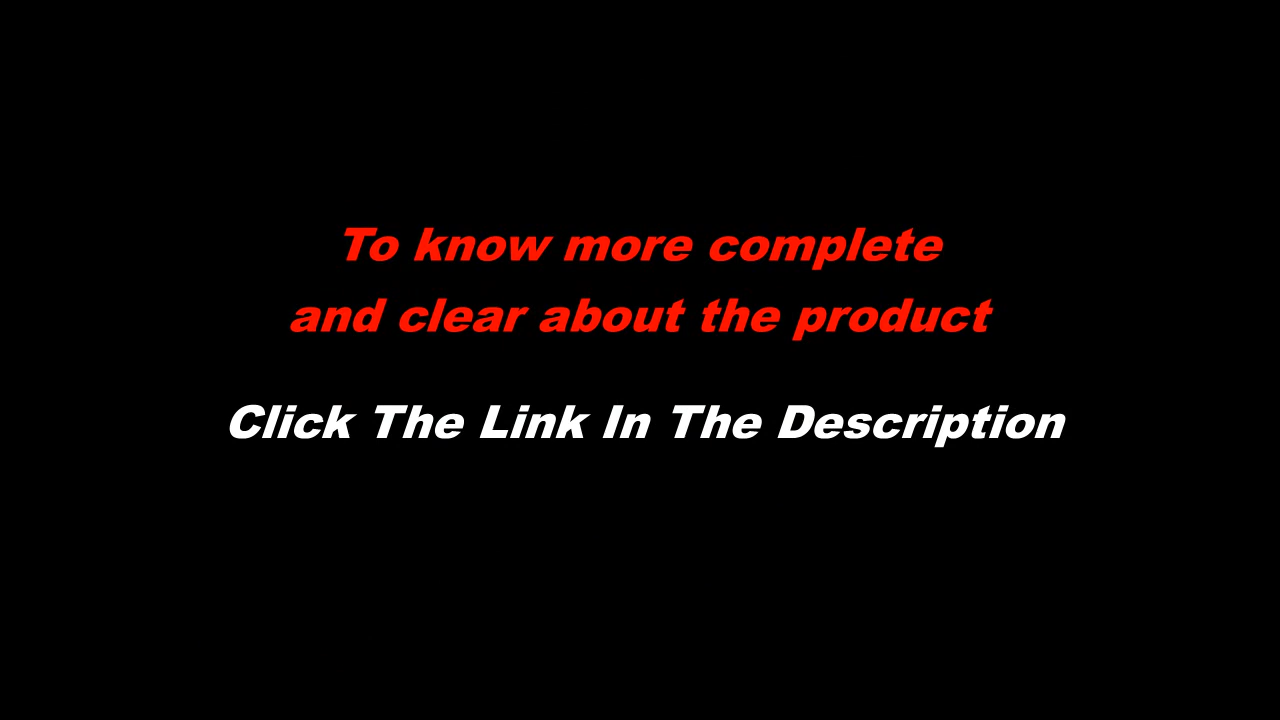 To know more complete
and clear about the product
Click The Link In The Description